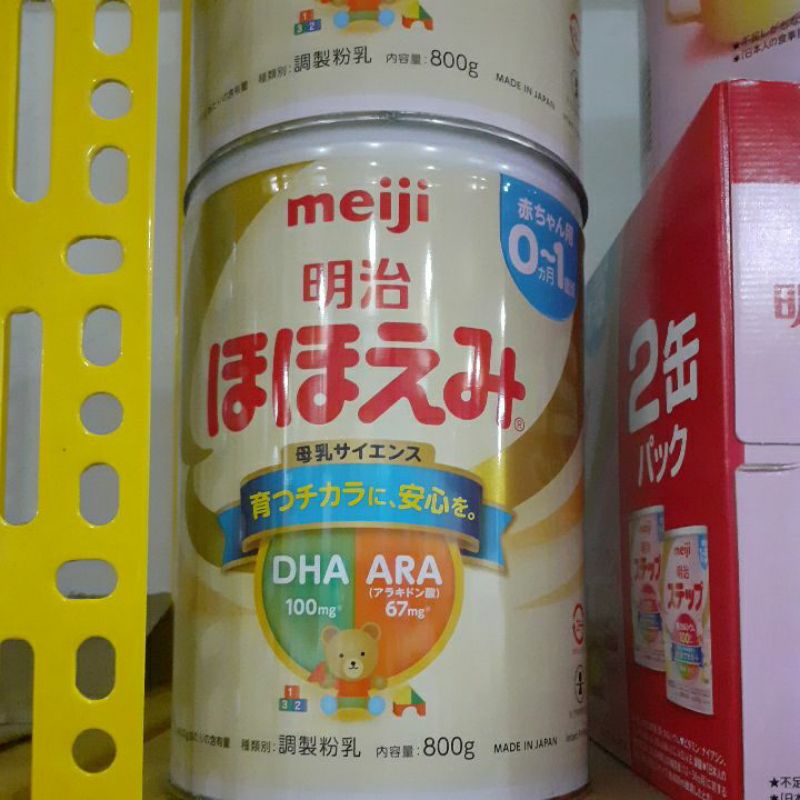 種類別:調製粉乳 内容量:800g
MADE IN JAPAN
meiji
赤ちゃん用
0カ月~1
明治
ほほえみ®
母乳サイエンス
育つチカラに、安心を。
DHA
100mg
ARA
(アラキドン酸)
67mg
1
3 2
種類別:調製粉乳 内容量:800g
MADE IN JAPAN
2缶
パック
meiji
明治
ステップ